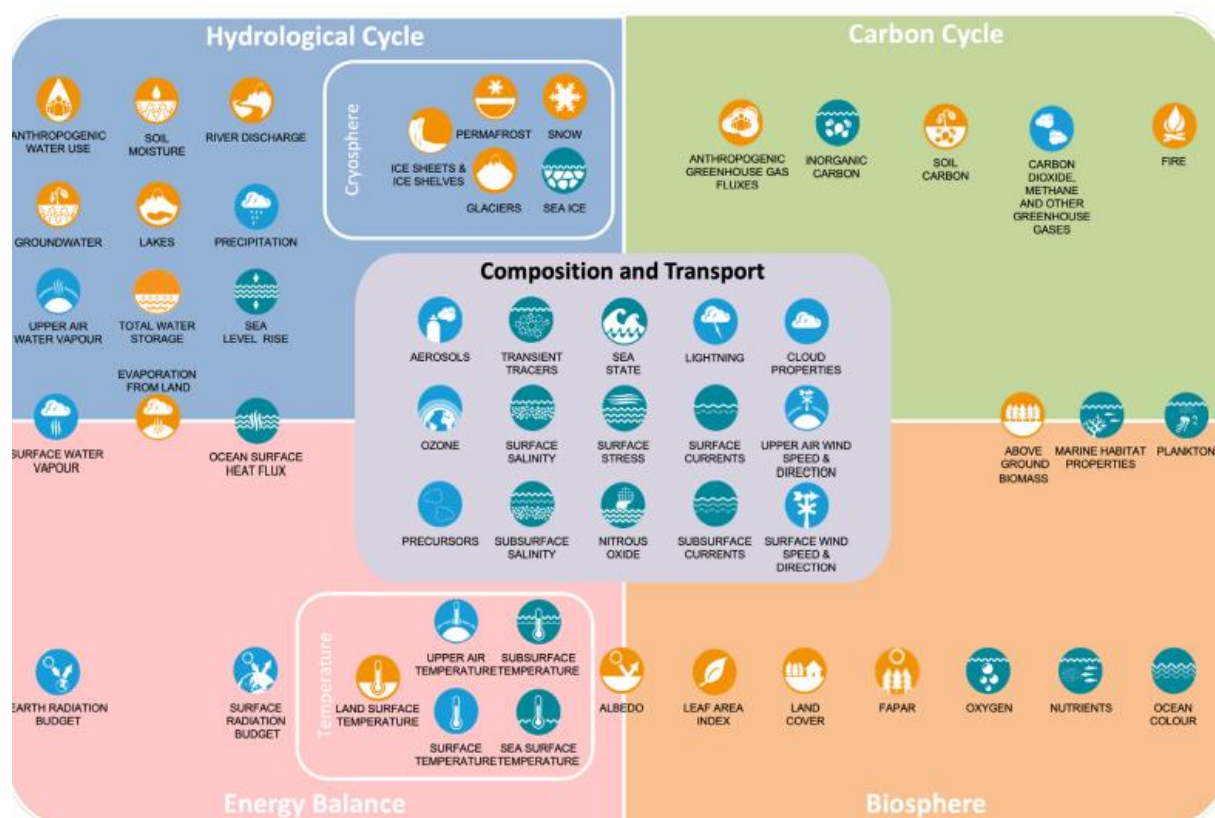 Hydrological Cycle
Carbon Cycle
Cryosphere
ANTHROPOGENIC
WATER USE
SOIL
MOISTURE
RIVER DISCHARGE
ICE SHEETS &
ICE SHELVES
PERMAFROST
SNOW
GLACIERS
SEA ICE
ANTHROPOGENIC
GREENHOUSE GAS
FLUXES
INORGANIC
CARBON
SOIL
CARBON
CARBON
DIOXIDE,
METHANE
AND OTHER
GREENHOUSE
GASES
FIRE
GROUNDWATER
LAKES
PRECIPITATION
UPPER AIR
WATER VAPOUR
TOTAL WATER
STORAGE
SEA
LEVEL RISE
EVAPORATION
FROM LAND
SURFACE WATER
VAPOUR
OCEAN SURFACE
HEAT FLUX
Composition and Transport
AEROSOLS
TRANSIENT
TRACERS
SEA
STATE
LIGHTNING
CLOUD
PROPERTIES
OZONE
SURFACE
SALINITY
SURFACE
STRESS
SURFACE
CURRENTS
UPPER AIR WIND
SPEED &
DIRECTION
PRECURSORS
SUBSURFACE
SALINITY
NITROUS
OXIDE
SUBSURFACE
CURRENTS
SURFACE WIND
SPEED &
DIRECTION
ABOVE
GROUND
BIOMASS
MARINE HABITAT
PROPERTIES
PLANKTON
EARTH RADIATION
BUDGET
SURFACE
RADIATION
BUDGET
Temperature
LAND SURFACE
TEMPERATURE
UPPER AIR
TEMPERATURE
SUBSURFACE
TEMPERATURE
SURFACE
TEMPERATURE
SEA SURFACE
TEMPERATURE
ALBEDO
LEAF AREA
INDEX
LAND
COVER
FAPAR
OXYGEN
NUTRIENTS
OCEAN
COLOUR
Energy Balance
Biosphere